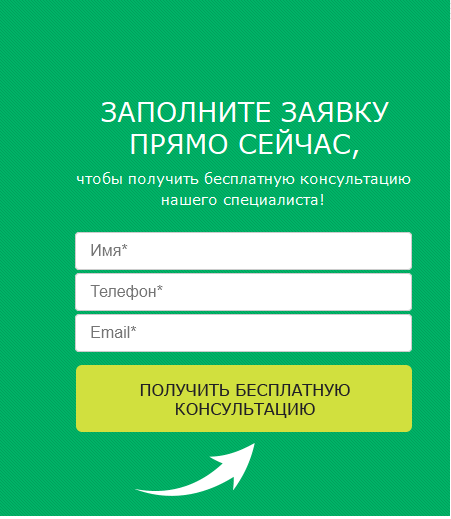 ЗАПОЛНИТЕ ЗАЯВКУ
ПРЯМО СЕЙЧАС,
чтобы получить бесплатную консультацию
нашего специалиста!
Имя*
Телефон*
Email*
ПОЛУЧИТЬ БЕСПЛАТНУЮ
КОНСУЛЬТАЦИЮ